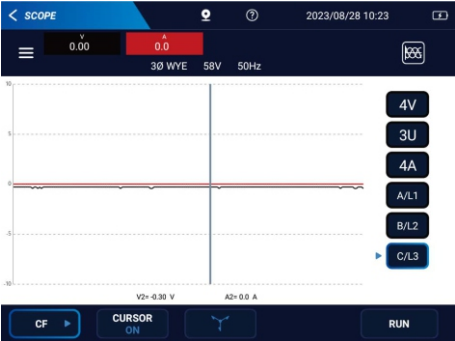 SCOPE 2023/08/28 10:23
V A
0.00 0.0
3Ø WYE 58V 50Hz
10
5
0
-5
-10
4V
3U
4A
A/L1
B/L2
C/L3
V2=-0.30 V A2=0.0 A
CF CURSOR RUN
ON